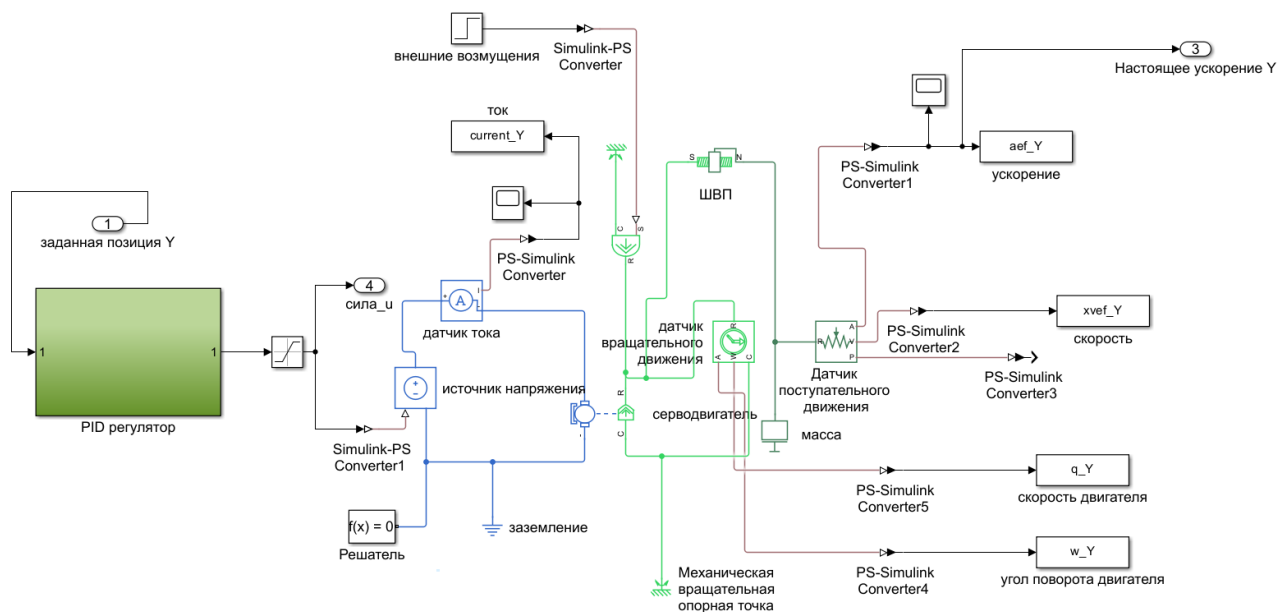 внешние возмущения
Simulink-PS
Converter
3
Настоящее ускорение Y
ток
current_Y
aef_Y
PS-Simulink
Converter1
ускорение
S
N
ШВП
1
заданная позиция Y
C
S
R
PS-Simulink
Converter
4
сила_u
I
+
A
-
датчик тока
1
1
PID регулятор
датчик
вращательного
движения
R
A
W
C
R
A
V
P
PS-Simulink
Converter2
xvef_Y
скорость
PS-Simulink
Converter3
Датчик
поступательного
движения
источник напряжения
+
-
R
C
серводвигатель
масса
Simulink-PS
Converter1
PS-Simulink
Converter5
q_Y
скорость двигателя
f(x) = 0
Решатель
заземление
PS-Simulink
Converter4
w_Y
угол поворота двигателя
Механическая
вращательная
опорная точка